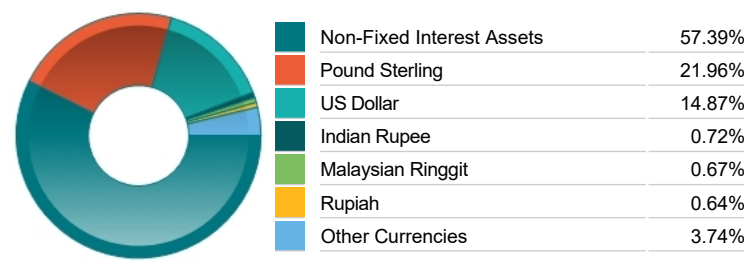 Non-Fixed Interest Assets 57.39%
Pound Sterling 21.96%
US Dollar 14.87%
Indian Rupee 0.72%
Malaysian Ringgit 0.67%
Rupiah 0.64%
Other Currencies 3.74%